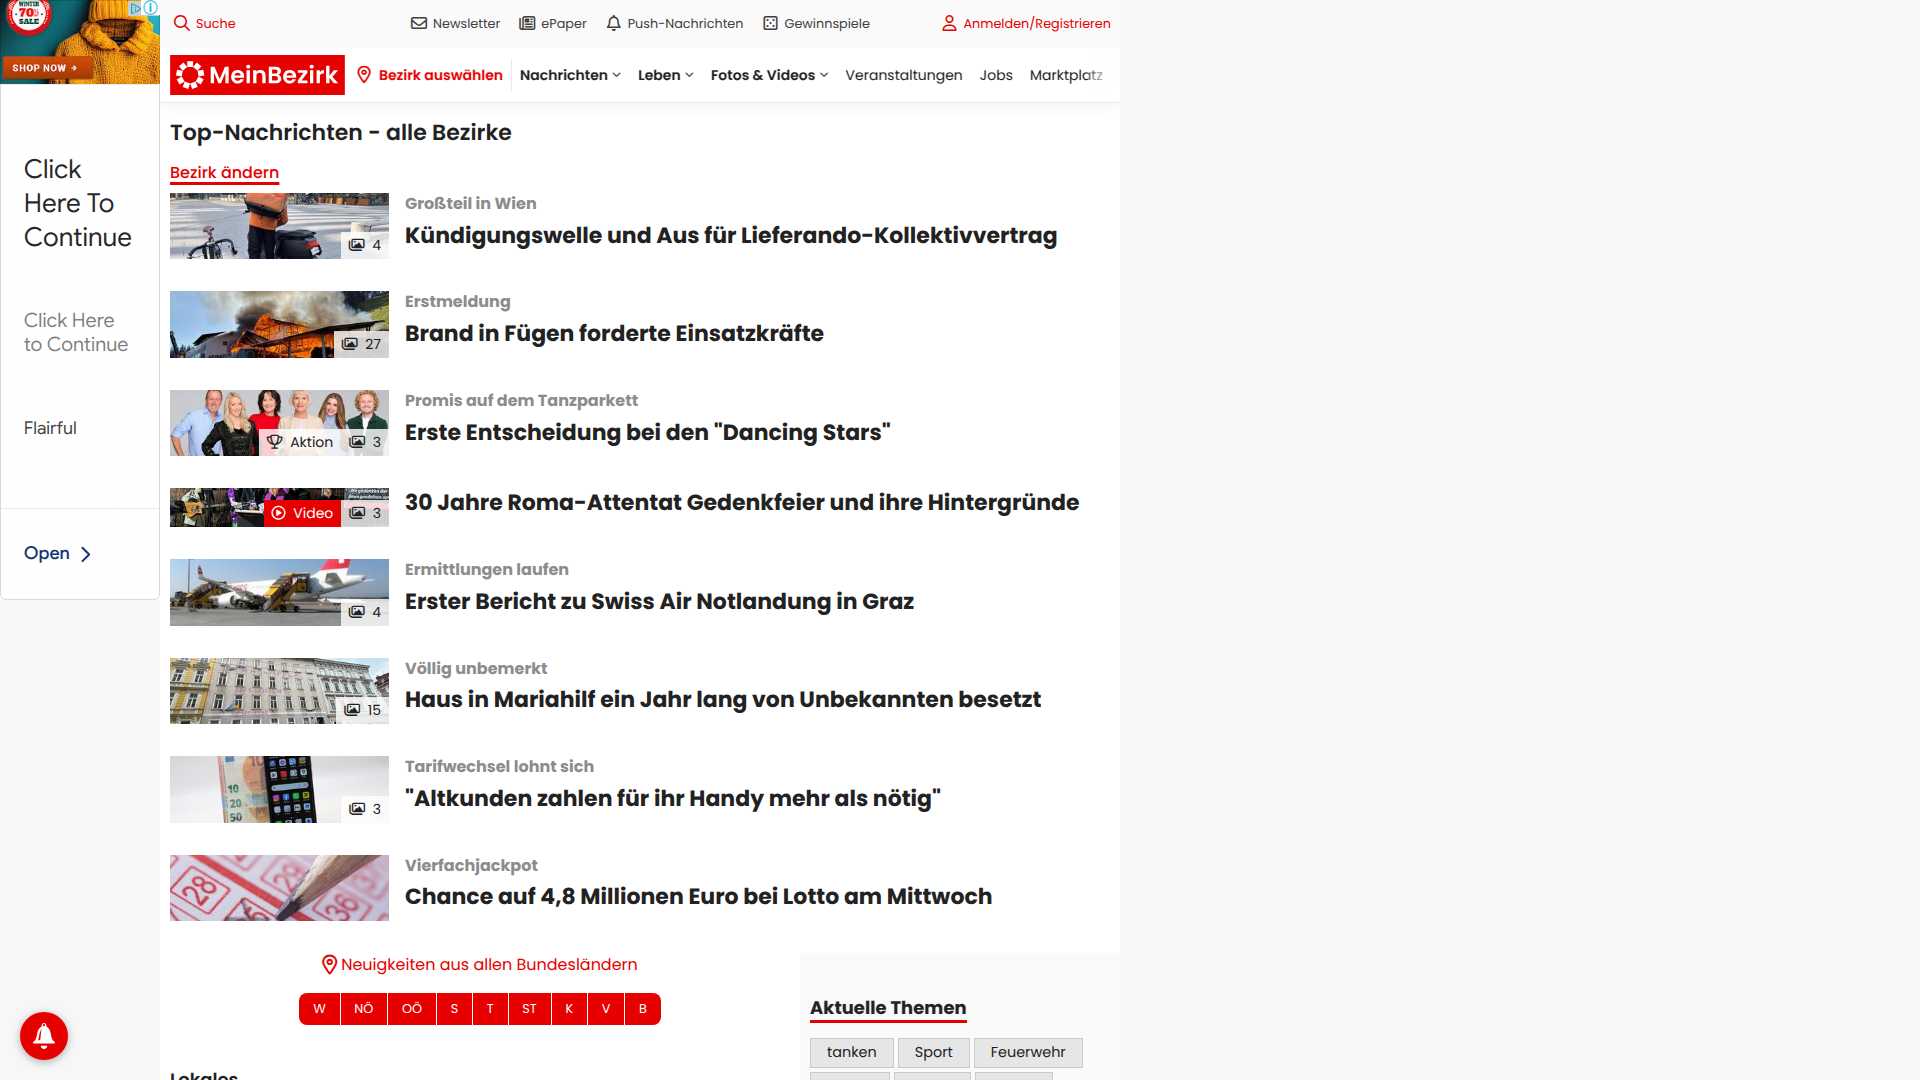 WINTER
70%
SALE
SHOP NOW
Click
Here To
Continue
Click Here
to Continue
Flairful
Open
Suche
Newsletter
ePaper
Push-Nachrichten
Gewinnspiele
Anmelden/Registrieren
MeinBezirk
Bezirk auswählen
Nachrichten
Leben
Fotos & Videos
Veranstaltungen
Jobs
Marktplatz
Top-Nachrichten - alle Bezirke
Bezirk ändern
4
Großteil in Wien
Kündigungswelle und Aus für Lieferando-Kollektivvertrag
27
Erstmeldung
Brand in Fügen forderte Einsatzkräfte
Aktion
3
Promis auf dem Tanzparkett
Erste Entscheidung bei den "Dancing Stars"
Video
3
30 Jahre Roma-Attentat Gedenkfeier und ihre Hintergründe
4
Ermittlungen laufen
Erster Bericht zu Swiss Air Notlandung in Graz
15
Völlig unbemerkt
Haus in Mariahilf ein Jahr lang von Unbekannten besetzt
10
20
50
3
Tarifwechsel lohnt sich
"Altkunden zahlen für ihr Handy mehr als nötig"
28
29
36
Vierfachjackpot
Chance auf 4,8 Millionen Euro bei Lotto am Mittwoch
Neuigkeiten aus allen Bundesländern
W
NÖ
OÖ
S
T
ST
K
V
B
Aktuelle Themen
tanken
Sport
Feuerwehr
Lokales